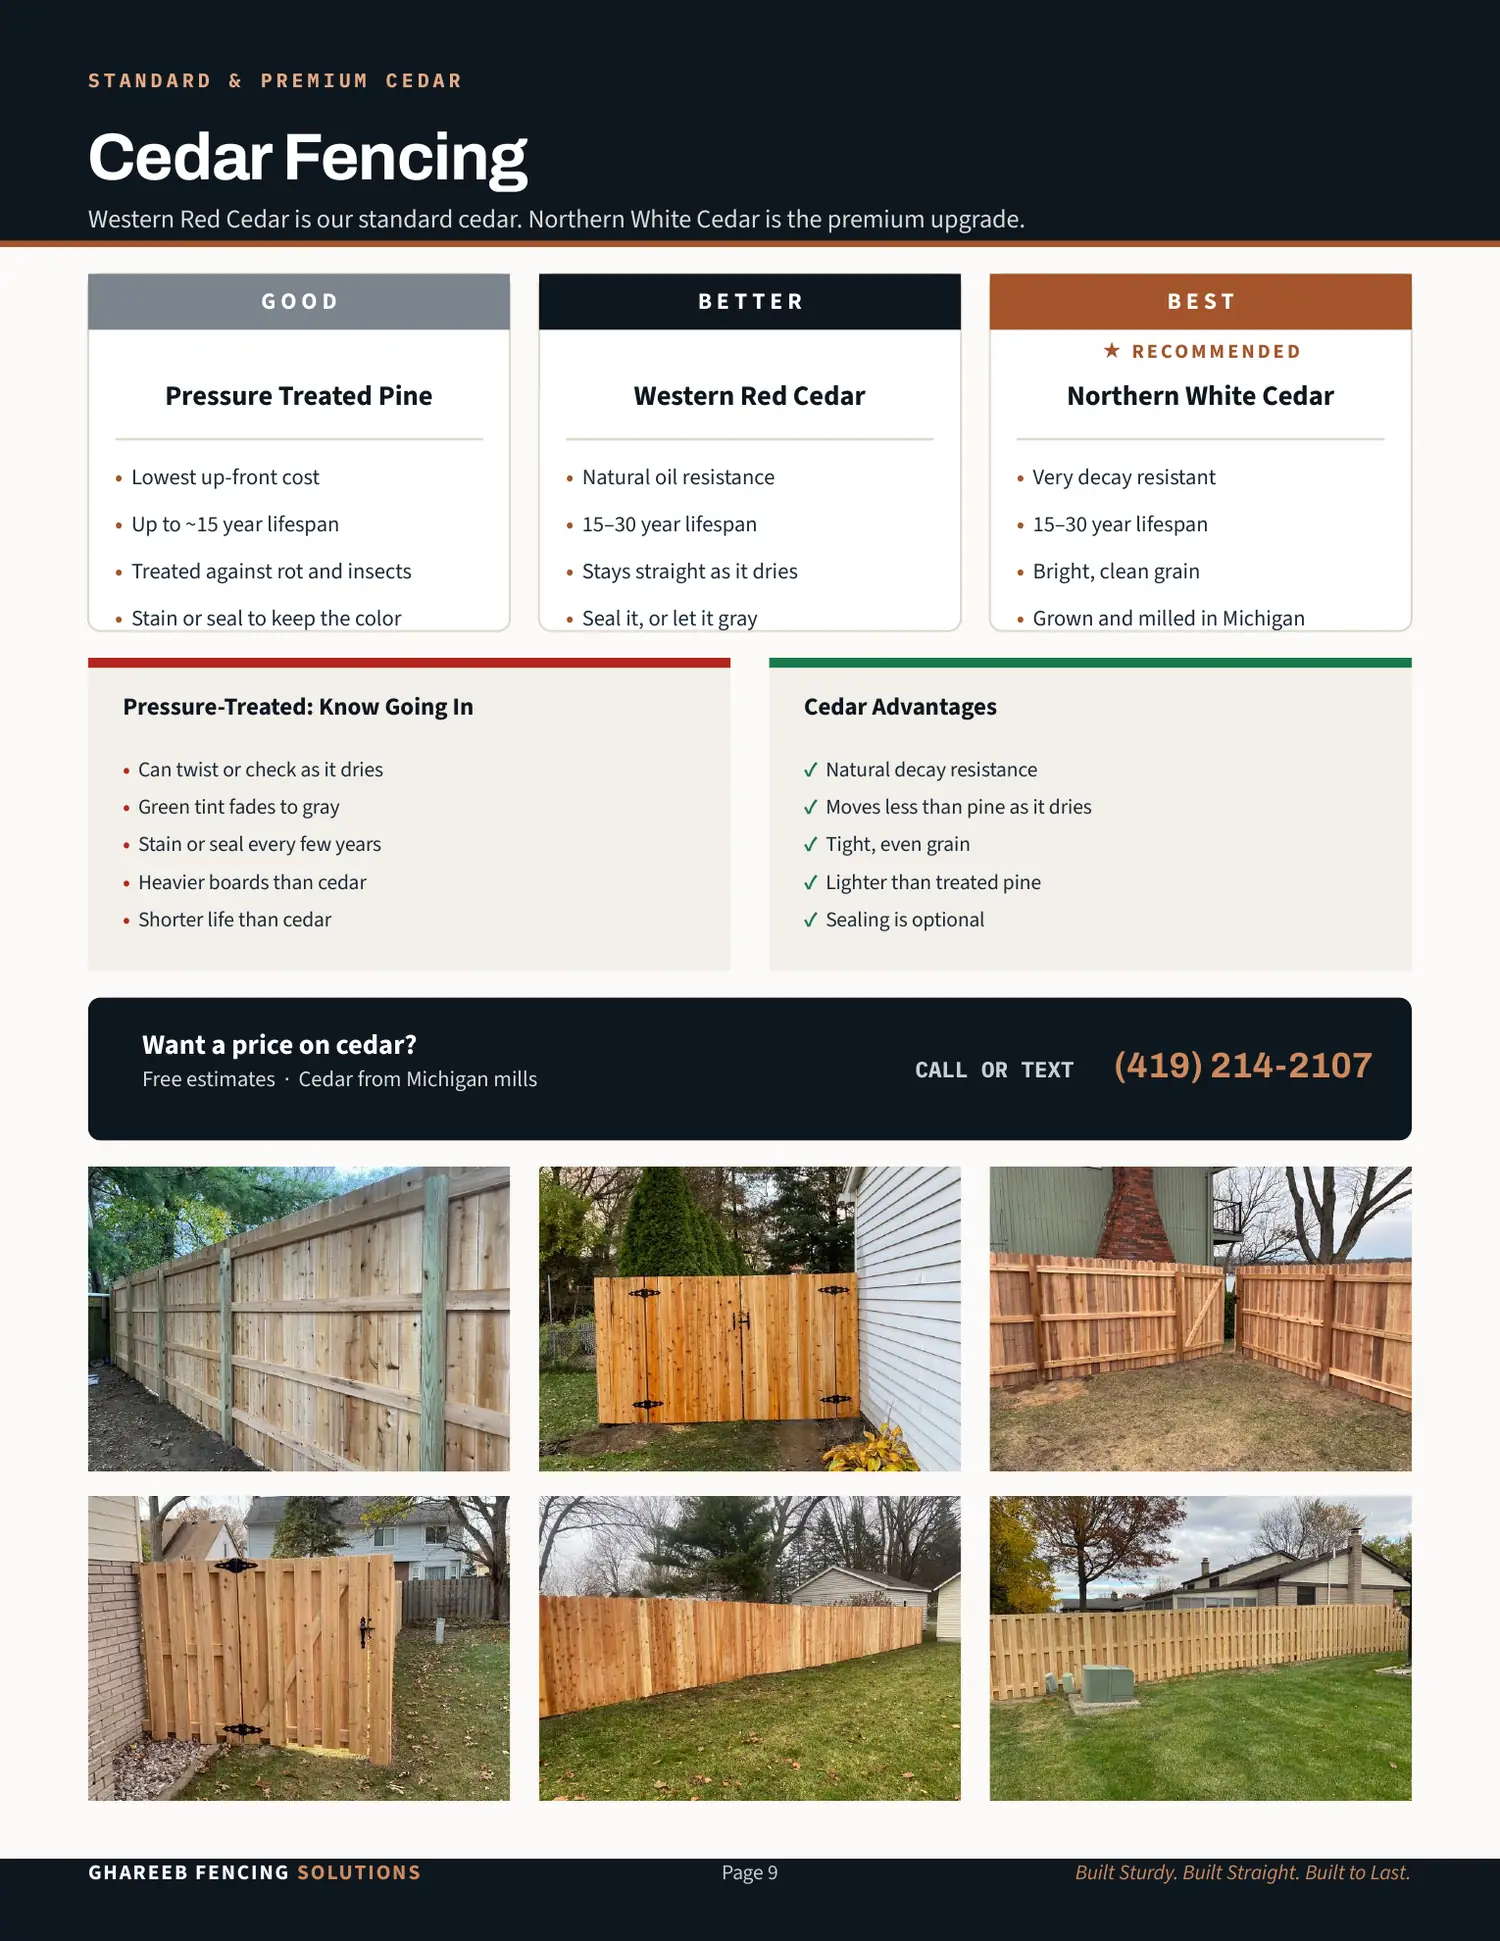 STANDARD & PREMIUM CEDAR
Cedar Fencing
Western Red Cedar is our standard cedar. Northern White Cedar is the premium upgrade.
GOOD
Pressure Treated Pine
• Lowest up-front cost
• Up to ~15 year lifespan
• Treated against rot and insects
• Stain or seal to keep the color
BETTER
Western Red Cedar
• Natural oil resistance
• 15–30 year lifespan
• Stays straight as it dries
• Seal it, or let it gray
BEST
★ RECOMMENDED
Northern White Cedar
• Very decay resistant
• 15–30 year lifespan
• Bright, clean grain
• Grown and milled in Michigan
Pressure-Treated: Know Going In
• Can twist or check as it dries
• Green tint fades to gray
• Stain or seal every few years
• Heavier boards than cedar
• Shorter life than cedar
Cedar Advantages
✓ Natural decay resistance
✓ Moves less than pine as it dries
✓ Tight, even grain
✓ Lighter than treated pine
✓ Sealing is optional
Want a price on cedar?
Free estimates · Cedar from Michigan mills
CALL OR TEXT (419) 214-2107
GHAREEB FENCING SOLUTIONS
Page 9
Built Sturdy. Built Straight. Built to Last.